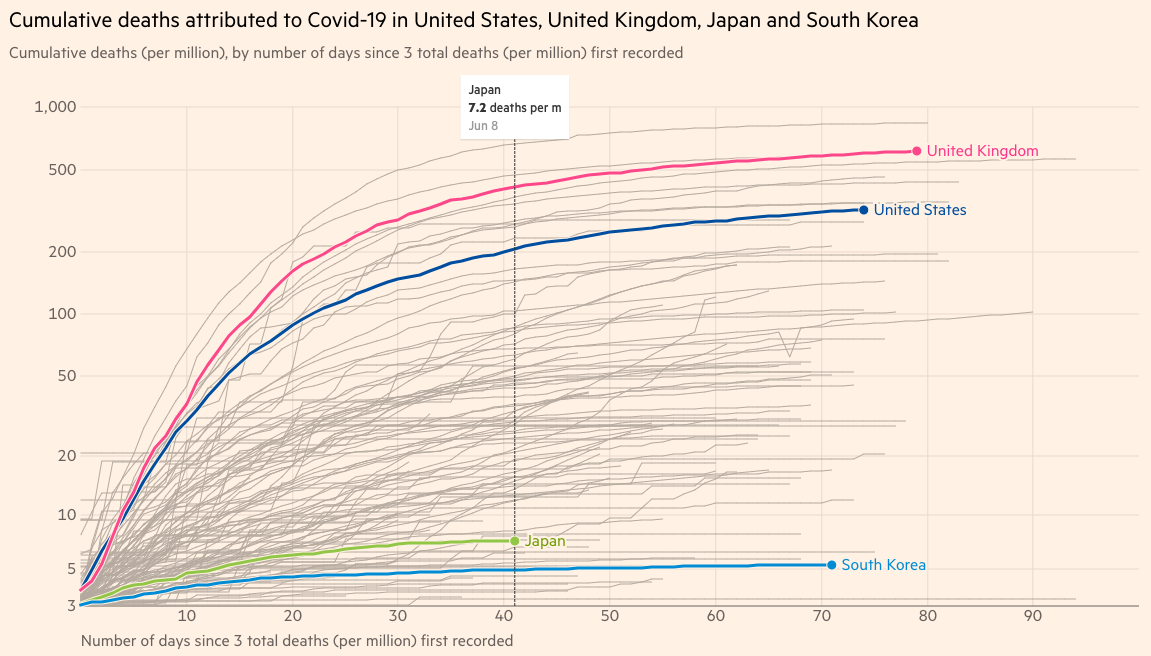 Cumulative deaths attributed to Covid-19 in United States, United Kingdom, Japan and South Korea
Cumulative deaths (per million), by number of days since 3 total deaths (per million) first recorded
Japan
7.2 deaths per m
Jun 8
1,000
500
200
100
50
20
10
5
3
United Kingdom
United States
Japan
South Korea
10 20 30 40 50 60 70 80 90
Number of days since 3 total deaths (per million) first recorded